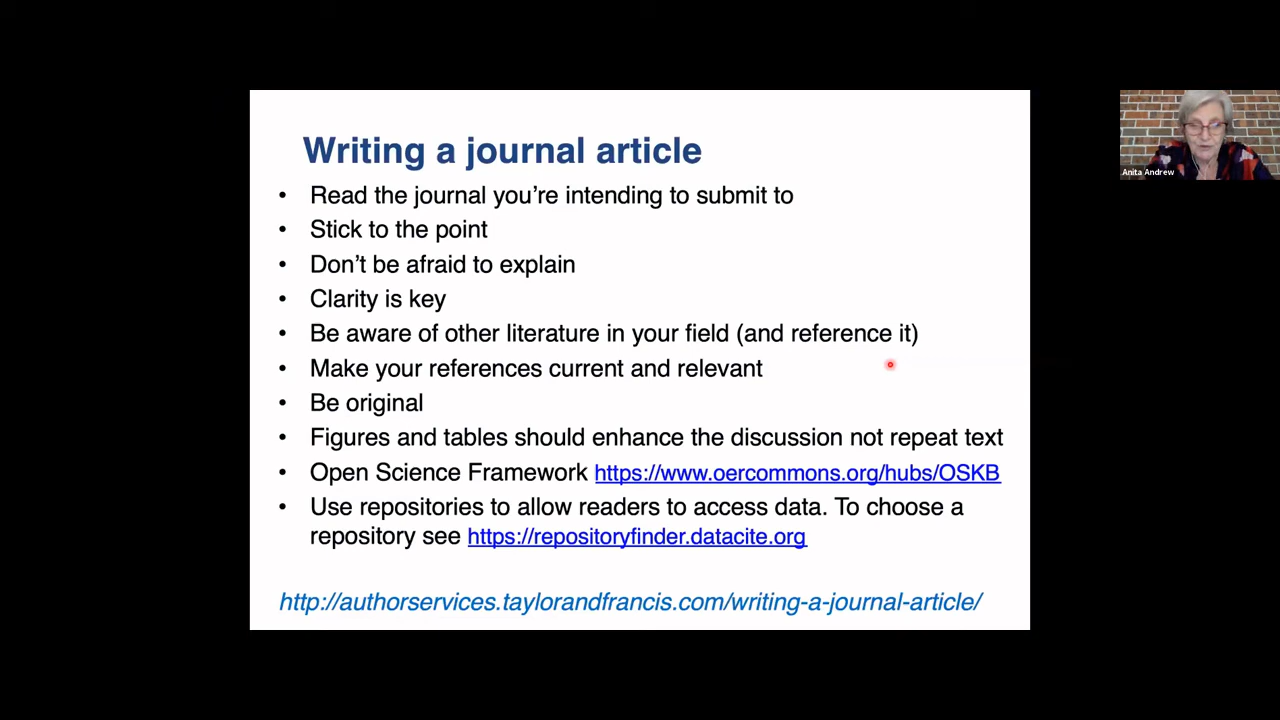 Writing a journal article
• Read the journal you’re intending to submit to
• Stick to the point
• Don’t be afraid to explain
• Clarity is key
• Be aware of other literature in your field (and reference it)
• Make your references current and relevant
• Be original
• Figures and tables should enhance the discussion not repeat text
• Open Science Framework https://www.oercommons.org/hubs/OSKB
• Use repositories to allow readers to access data. To choose a
repository see https://repositoryfinder.datacite.org
http://authorservices.taylorandfrancis.com/writing-a-journal-article/
Anita Andrew